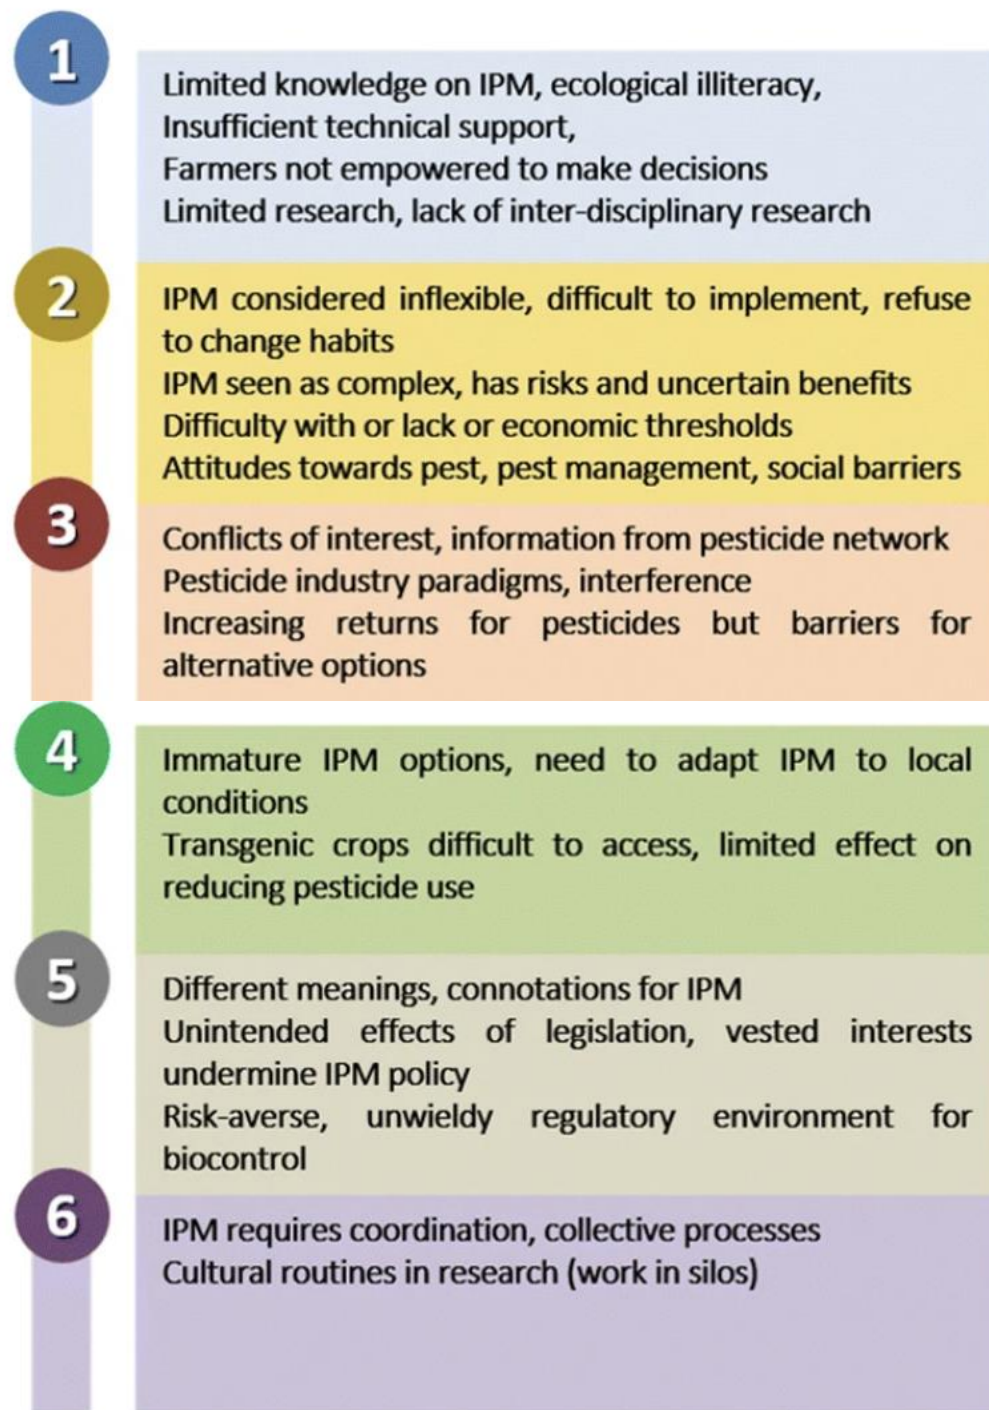 1
Limited knowledge on IPM, ecological illiteracy,
Insufficient technical support,
Farmers not empowered to make decisions
Limited research, lack of inter-disciplinary research
2
IPM considered inflexible, difficult to implement, refuse
to change habits
IPM seen as complex, has risks and uncertain benefits
Difficulty with or lack or economic thresholds
Attitudes towards pest, pest management, social barriers
3
Conflicts of interest, information from pesticide network
Pesticide industry paradigms, interference
Increasing returns for pesticides but barriers for
alternative options
4
Immature IPM options, need to adapt IPM to local
conditions
Transgenic crops difficult to access, limited effect on
reducing pesticide use
5
Different meanings, connotations for IPM
Unintended effects of legislation, vested interests
undermine IPM policy
Risk-averse, unwieldy regulatory environment for
biocontrol
6
IPM requires coordination, collective processes
Cultural routines in research (work in silos)